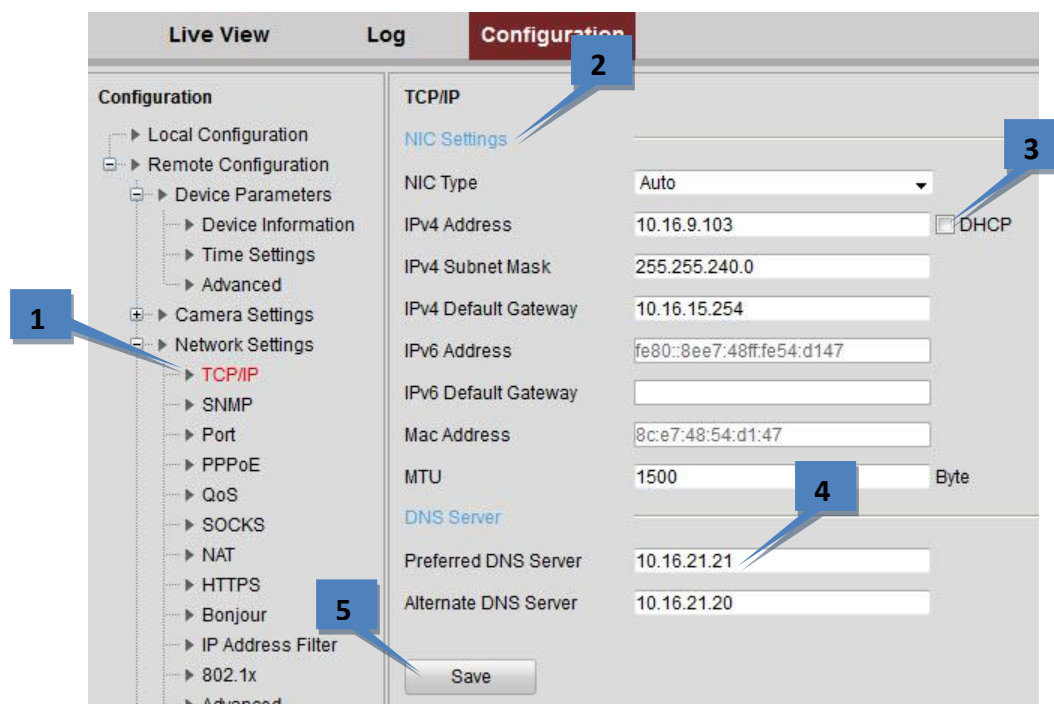 Live View Log Configuration
2
Configuration
Local Configuration
Remote Configuration
Device Parameters
Device Information
Time Settings
Advanced
Camera Settings
1
Network Settings
TCP/IP
SNMP
Port
PPPoE
QoS
SOCKS
NAT
HTTPS
Bonjour
IP Address Filter
802.1x
Advanced
TCP/IP
NIC Settings
3
NIC Type Auto
IPv4 Address 10.16.9.103 DHCP
IPv4 Subnet Mask 255.255.240.0
IPv4 Default Gateway 10.16.15.254
IPv6 Address fe80::8ee7:48ff:fe54:d147
IPv6 Default Gateway
Mac Address 8c:e7:48:54:d1:47
MTU 1500 Byte
4
DNS Server
Preferred DNS Server 10.16.21.21
Alternate DNS Server 10.16.21.20
5
Save